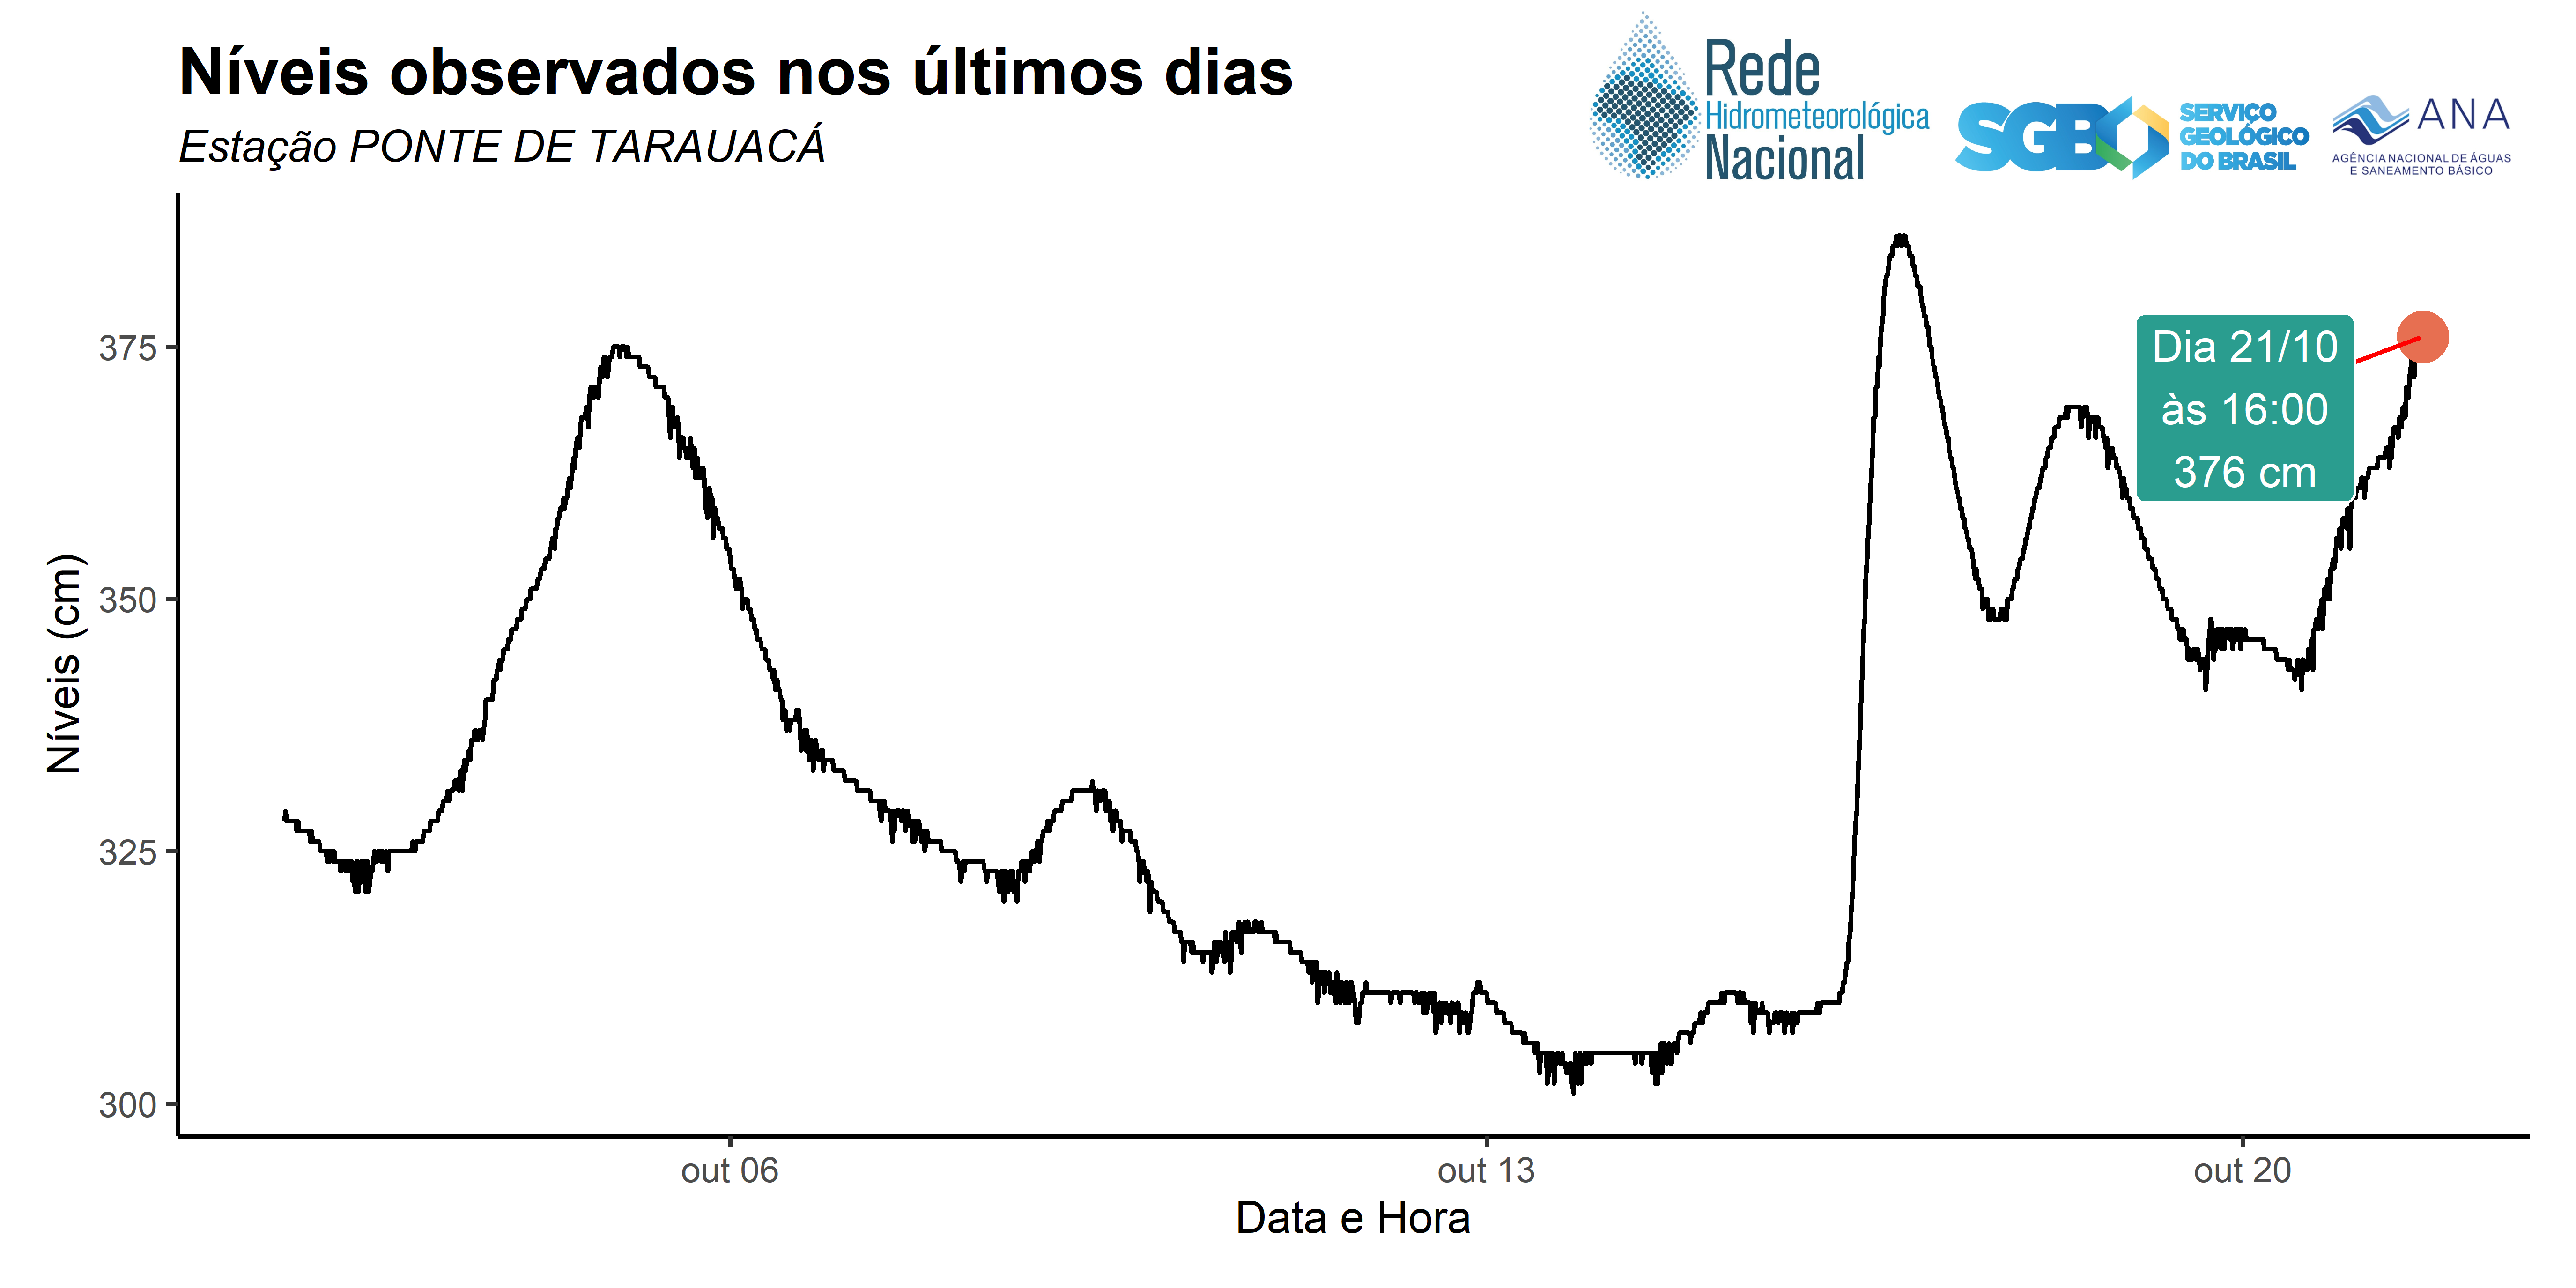 Níveis observados nos últimos dias
Estação PONTE DE TARAUACÁ
Rede
Hidrometeorológica
Nacional
SGB
SERVIÇO
GEOLÓGICO
DO BRASIL
ANA
AGÊNCIA NACIONAL DE ÁGUAS
E SANEAMENTO BÁSICO
Níveis (cm)
375
350
325
300
Dia 21/10
às 16:00
376 cm
out 06
out 13
out 20
Data e Hora